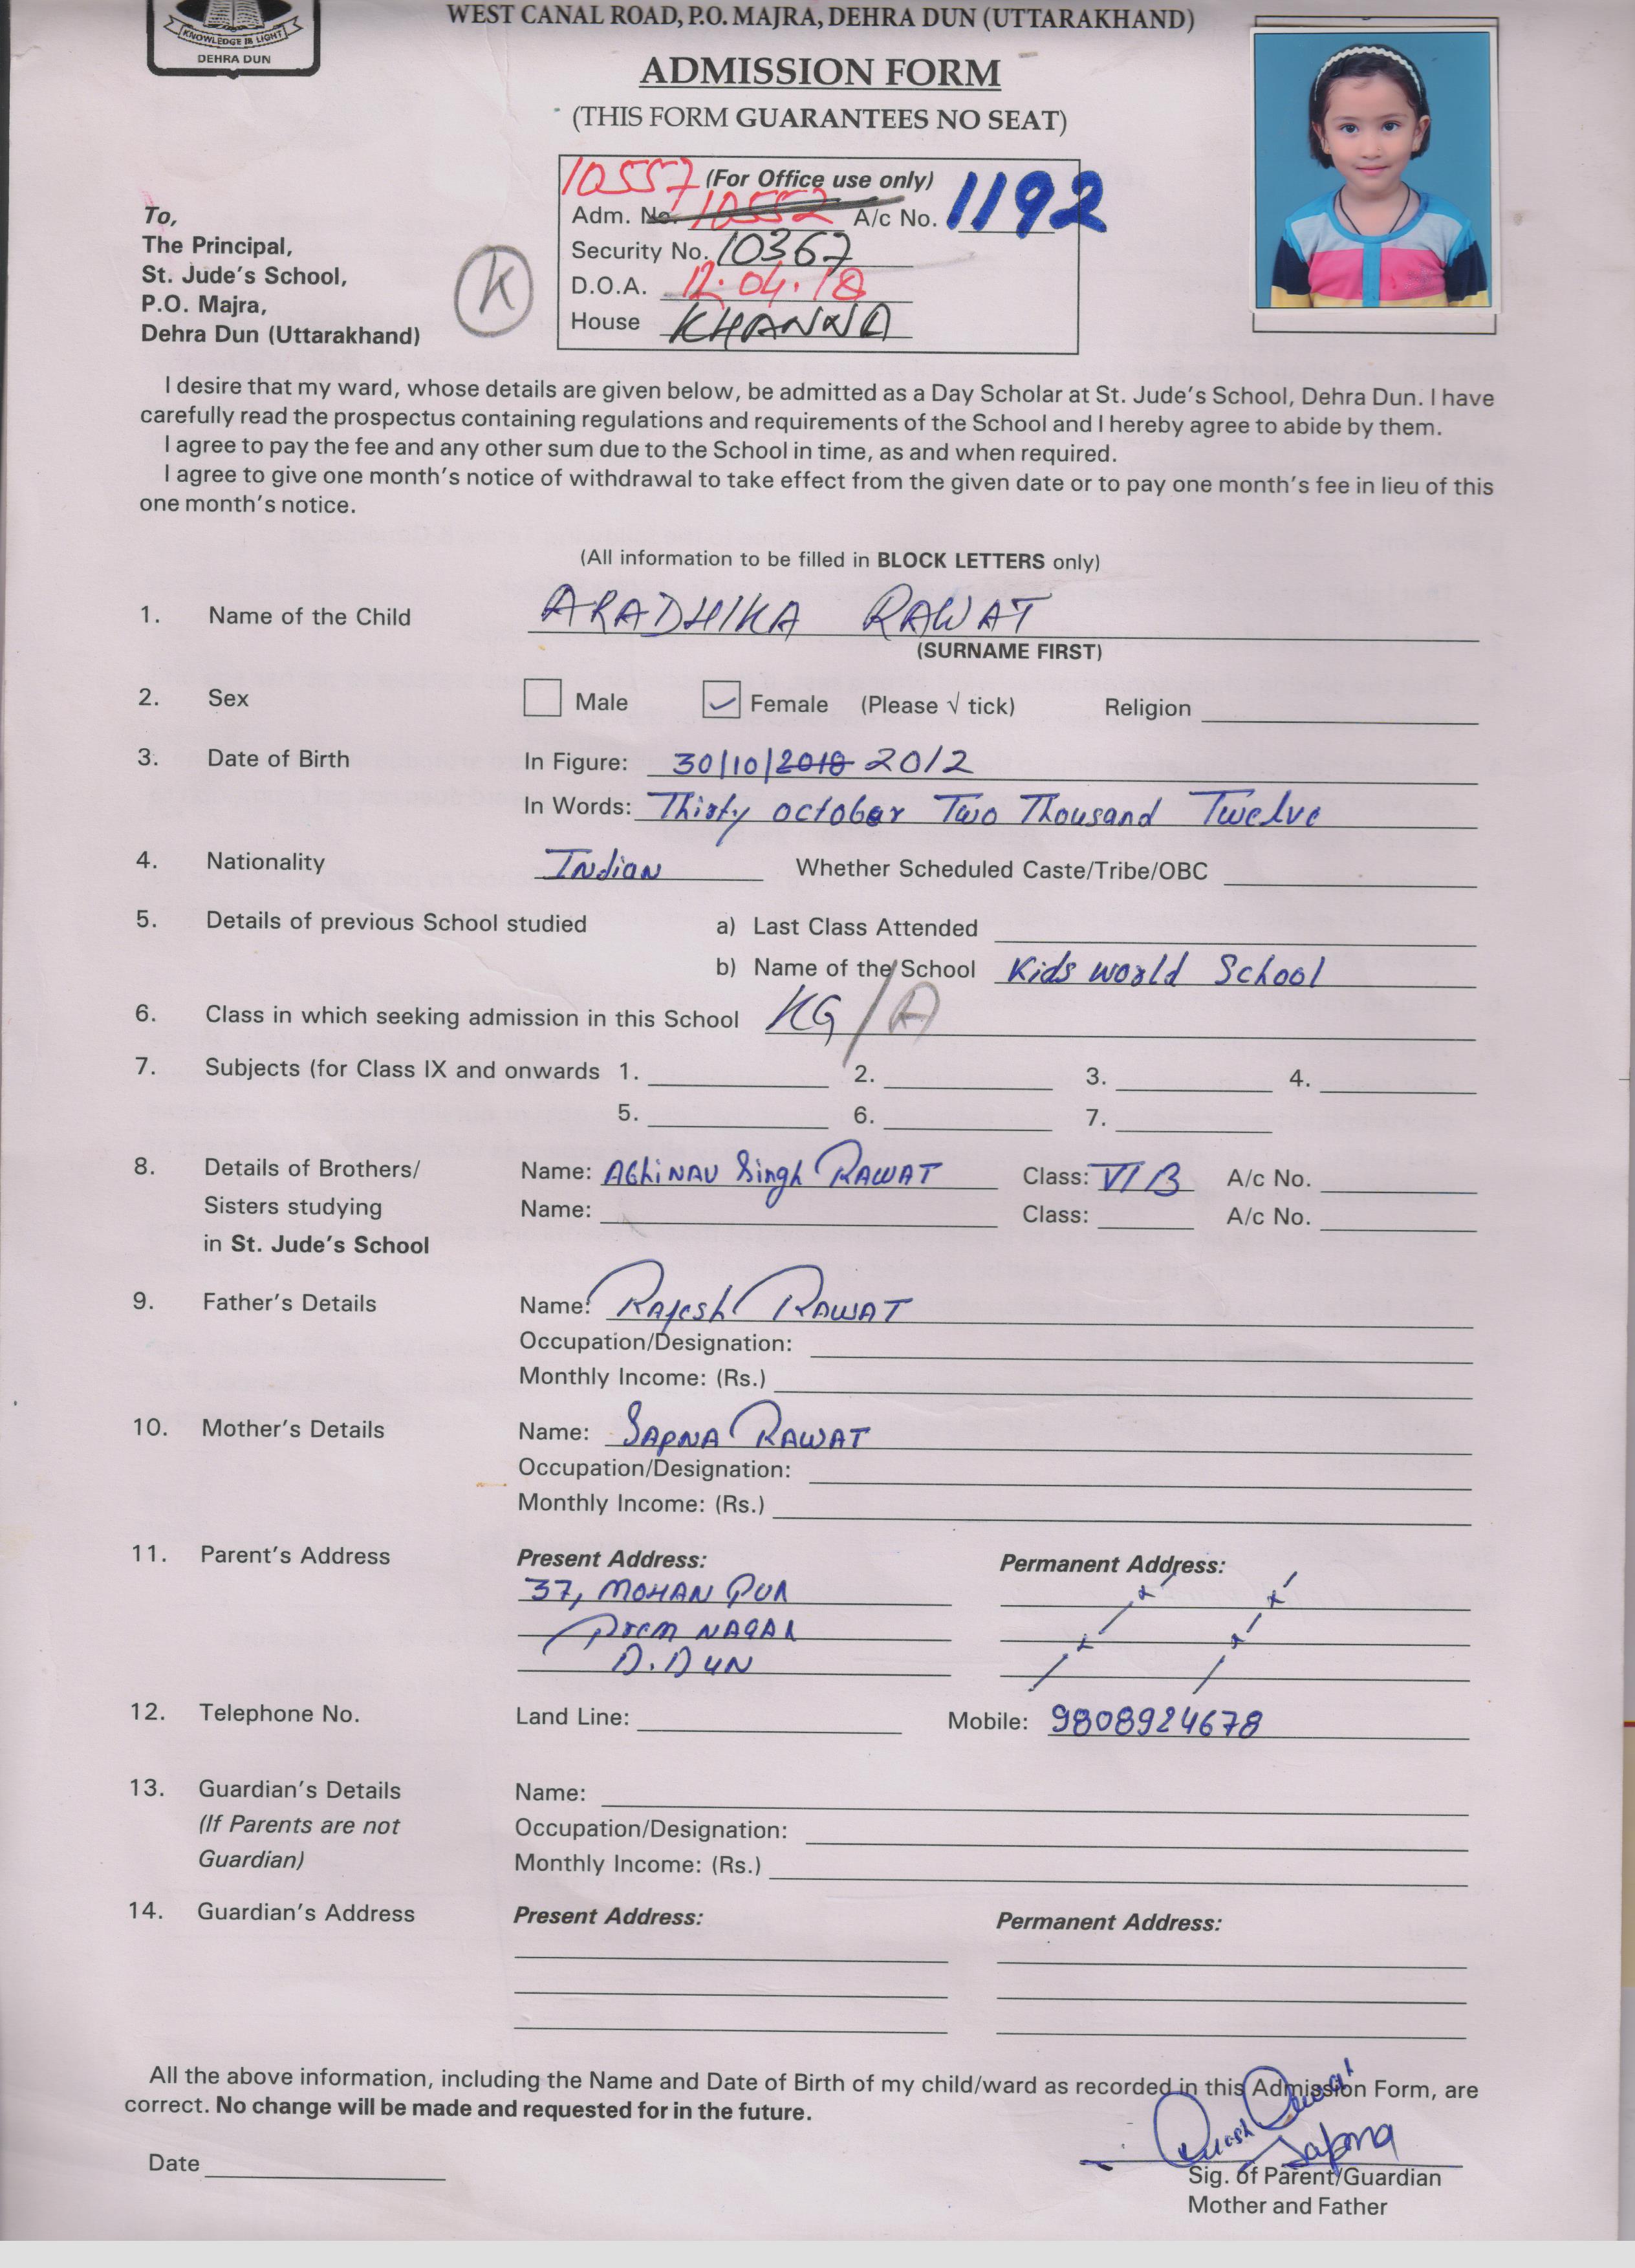 KNOWLEDGE IS LIGHT
DEHRA DUN
WEST CANAL ROAD, P.O. MAJRA, DEHRA DUN (UTTARAKHAND)
ADMISSION FORM
(THIS FORM GUARANTEES NO SEAT)
10557 (For Office use only)
Adm. No. 10552 A/c No. 1192
Security No. 10367
D.O.A. 12.04.18
House KHANNA
K
To,
The Principal,
St. Jude's School,
P.O. Majra,
Dehra Dun (Uttarakhand)
I desire that my ward, whose details are given below, be admitted as a Day Scholar at St. Jude's School, Dehra Dun. I have
carefully read the prospectus containing regulations and requirements of the School and I hereby agree to abide by them.
I agree to pay the fee and any other sum due to the School in time, as and when required.
I agree to give one month's notice of withdrawal to take effect from the given date or to pay one month's fee in lieu of this
one month's notice.
(All information to be filled in BLOCK LETTERS only)
1. Name of the Child ARADHIKA RAWAT
(SURNAME FIRST)
2. Sex Male Female (Please √ tick) Religion
3. Date of Birth In Figure: 30/10/2018 2012
In Words: Thirty october Two Thousand Twelve
4. Nationality Indian Whether Scheduled Caste/Tribe/OBC
5. Details of previous School studied a) Last Class Attended
b) Name of the School Kids world School
6. Class in which seeking admission in this School KG/A
7. Subjects (for Class IX and onwards 1. 2. 3. 4.
5. 6. 7.
8. Details of Brothers/ Name: AbhiNAV Singh RAWAT Class: VI B A/c No.
Sisters studying Name: Class: A/c No.
in St. Jude's School
9. Father's Details Name: Rajesh RAWAT
Occupation/Designation:
Monthly Income: (Rs.)
10. Mother's Details Name: SAPNA RAWAT
Occupation/Designation:
Monthly Income: (Rs.)
11. Parent's Address Present Address: Permanent Address:
37, MOHAN PUR
Prem NAGAR
D.DUN
12. Telephone No. Land Line: Mobile: 9808924678
13. Guardian's Details Name:
(If Parents are not Occupation/Designation:
Guardian) Monthly Income: (Rs.)
14. Guardian's Address Present Address: Permanent Address:
All the above information, including the Name and Date of Birth of my child/ward as recorded in this Admission Form, are
correct. No change will be made and requested for in the future.
Rajesh Rawat
Sapna
Date
Sig. of Parent/Guardian
Mother and Father